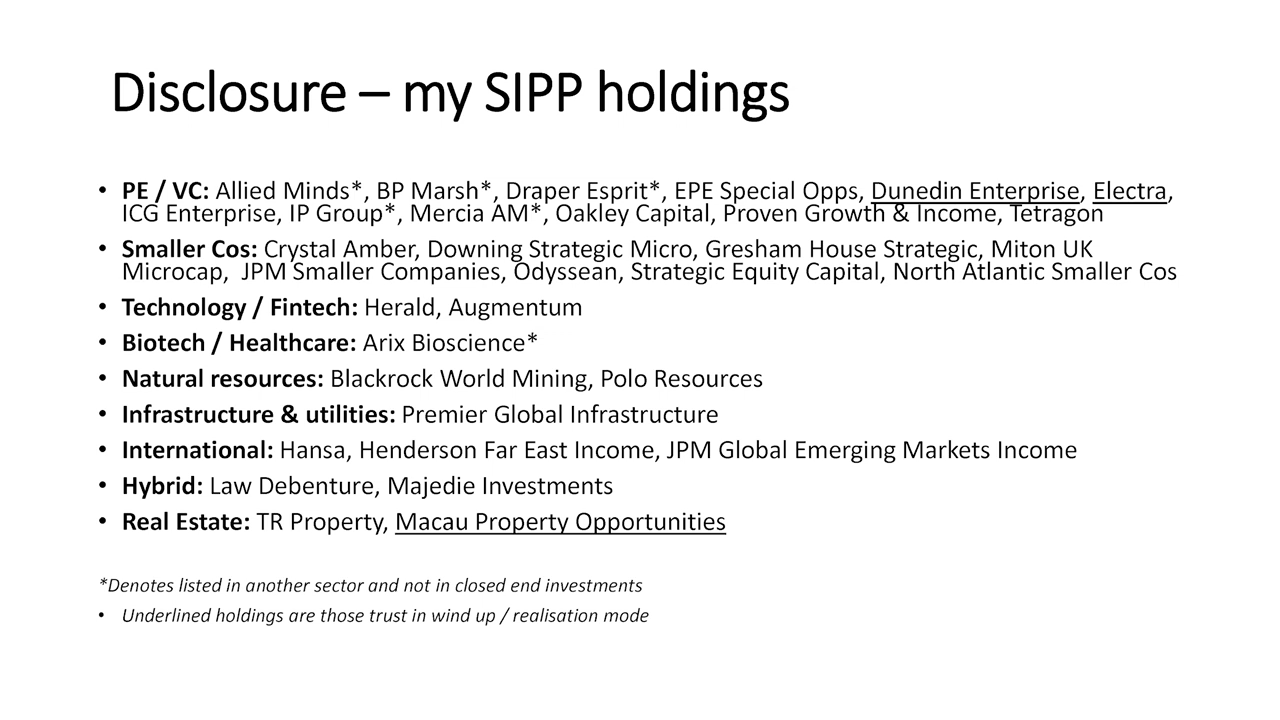 Disclosure – my SIPP holdings
• PE / VC: Allied Minds*, BP Marsh*, Draper Esprit*, EPE Special Opps, Dunedin Enterprise, Electra,
ICG Enterprise, IP Group*, Mercia AM*, Oakley Capital, Proven Growth & Income, Tetragon
• Smaller Cos: Crystal Amber, Downing Strategic Micro, Gresham House Strategic, Miton UK
Microcap,  JPM Smaller Companies, Odyssean, Strategic Equity Capital, North Atlantic Smaller Cos
• Technology / Fintech: Herald, Augmentum
• Biotech / Healthcare: Arix Bioscience*
• Natural resources: Blackrock World Mining, Polo Resources
• Infrastructure & utilities: Premier Global Infrastructure
• International: Hansa, Henderson Far East Income, JPM Global Emerging Markets Income
• Hybrid: Law Debenture, Majedie Investments
• Real Estate: TR Property, Macau Property Opportunities
*Denotes listed in another sector and not in closed end investments
• Underlined holdings are those trust in wind up / realisation mode